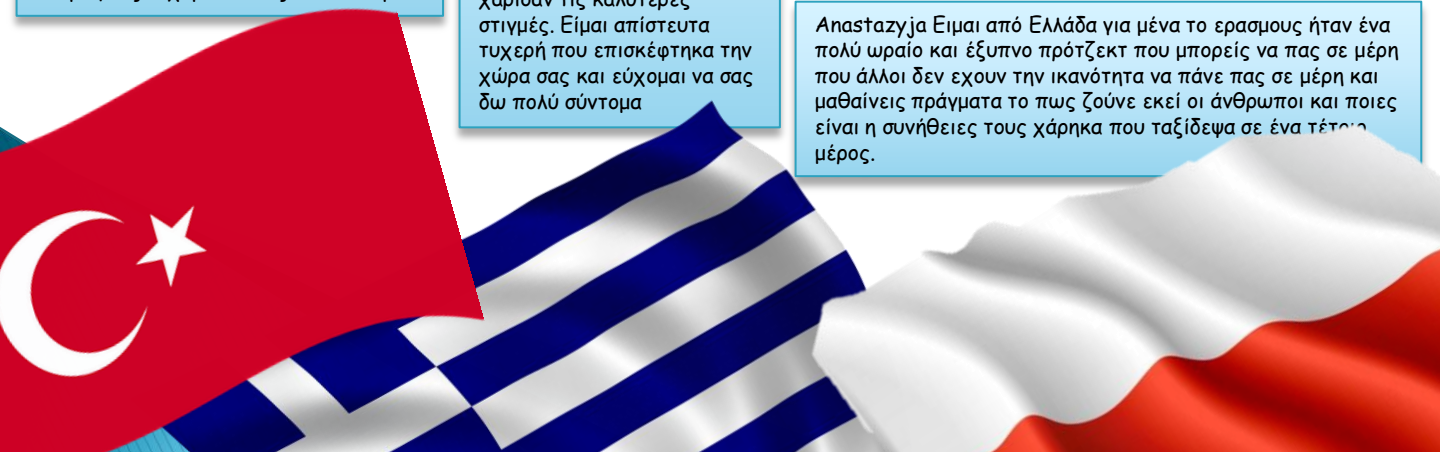 στιγμές. Είμαι απίστευτα
τυχερή που επισκέφτηκα την
χώρα σας και εύχομαι να σας
δω πολύ σύντομα
Anastazyja Ειμαι από Ελλάδα για μένα το ερασμους ήταν ένα
πολύ ωραίο και έξυπνο πρότζεκτ που μπορείς να πας σε μέρη
που άλλοι δεν εχουν την ικανότητα να πάνε πας σε μέρη και
μαθαίνεις πράγματα το πως ζούνε εκεί οι άνθρωποι και ποιες
είναι η συνήθειες τους χάρηκα που ταξίδεψα σε ένα
μέρος.